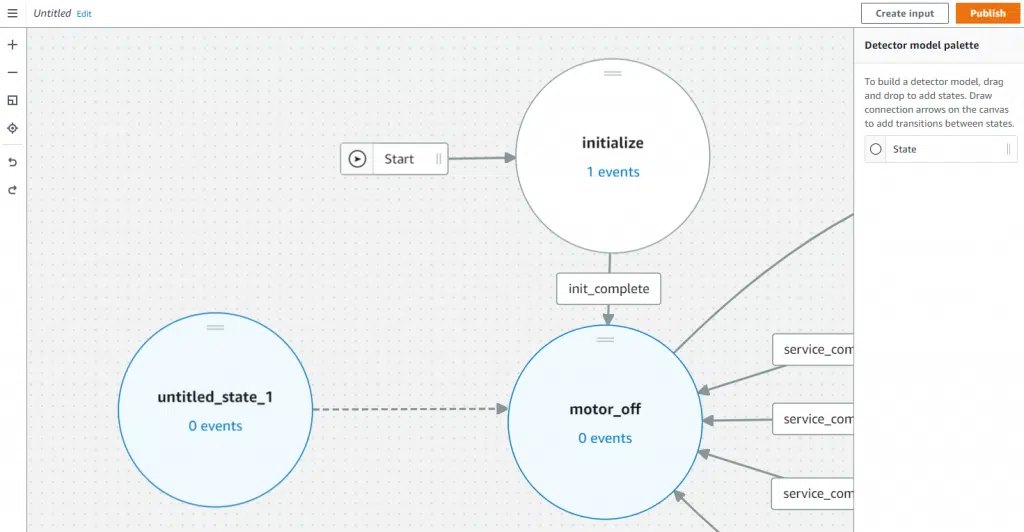 Untitled Edit
Create input
Publish
Detector model palette
To build a detector model, drag
and drop to add states. Draw
connection arrows on the canvas
to add transitions between states.
State
Start
initialize
1 events
init_complete
untitled_state_1
0 events
motor_off
0 events
service_com
service_com
service_com